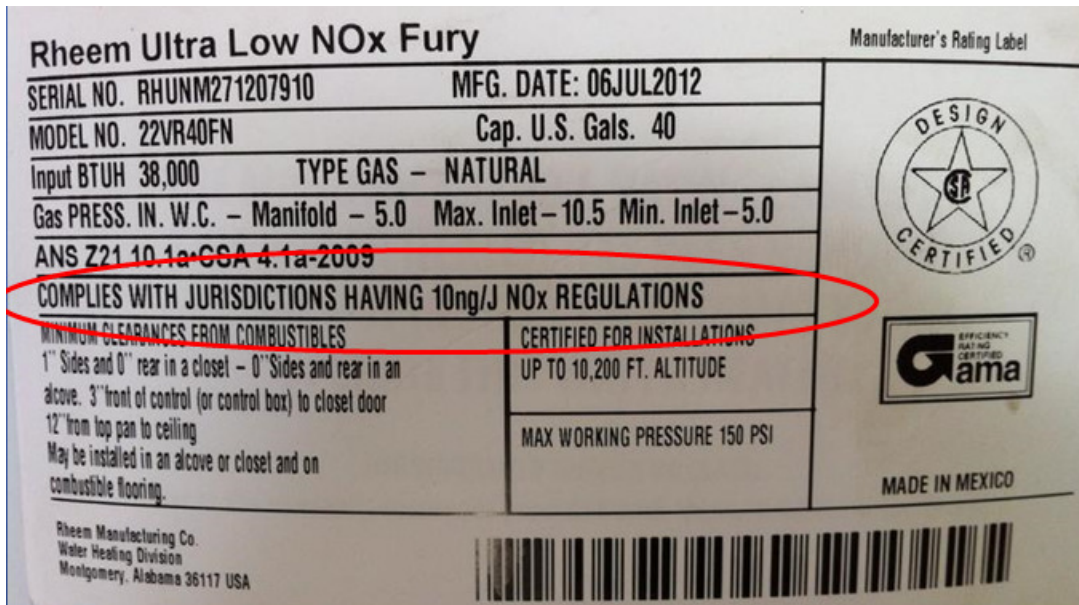 Rheem Ultra Low NOx Fury
Manufacturer's Rating Label
SERIAL NO. RHUNM271207910 MFG. DATE: 06JUL2012
MODEL NO. 22VR40FN Cap. U.S. Gals. 40
Input BTUH 38,000 TYPE GAS – NATURAL
Gas PRESS. IN. W.C. – Manifold – 5.0 Max. Inlet – 10.5 Min. Inlet – 5.0
ANS Z21 10.1a•CSA 4.1a-2009
COMPLIES WITH JURISDICTIONS HAVING 10ng/J NOx REGULATIONS
MINIMUM CLEARANCES FROM COMBUSTIBLES
1" Sides and 0" rear in a closet – 0" Sides and rear in an
alcove. 3" front of control (or control box) to closet door
12" from top pan to ceiling
May be installed in an alcove or closet and on
combustible flooring.
CERTIFIED FOR INSTALLATIONS
UP TO 10,200 FT. ALTITUDE
MAX WORKING PRESSURE 150 PSI
DESIGN
CERTIFIED ®
EFFICIENCY
RATING
CERTIFIED
Gama
MADE IN MEXICO
Rheem Manufacturing Co.
Water Heating Division
Montgomery, Alabama 36117 USA